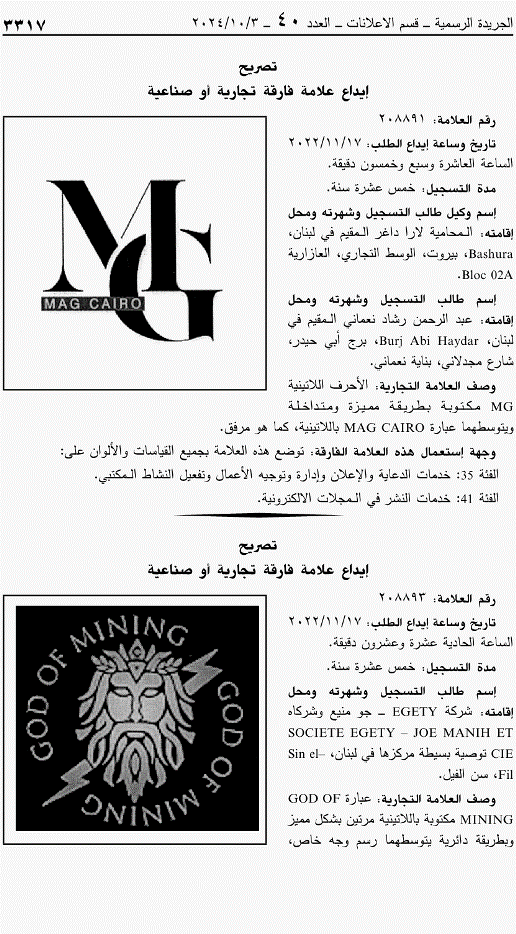 الجريدة الرسمية ــ قسم الاعلانات ــ العدد ٤٠ ــ ٢٠٢٤/١٠/٣
٣٣١٧
تصريح
إيداع علامة فارقة تجارية أو صناعية
رقم العلامة: ٢٠٨٨٩١
تاريخ وساعة إيداع الطلب: ٢٠٢٢/١١/١٧
الساعة العاشرة وسبع وخمسون دقيقة.
مدة التسجيل: خمس عشرة سنة.
إسم وكيل طالب التسجيل وشهرته ومحل
إقامته: المحامية لارا داغر المقيم في لبنان،
Bashura، بيروت، الوسط التجاري، العازارية
Bloc 02A.
إسم طالب التسجيل وشهرته ومحل
إقامته: عبد الرحمن رشاد نعماني المقيم في
لبنان، Burj Abi Haydar، برج أبي حيدر،
شارع مجدلاني، بناية نعماني.
وصف العلامة التجارية: الأحرف اللاتينية
MG مكتوبة بطريقة مميزة ومتداخلة
ويتوسطهما عبارة MAG CAIRO باللاتينية، كما هو مرفق.
MG
MAG CAIRO
وجهة إستعمال هذه العلامة الفارقة: توضع هذه العلامة بجميع القياسات والألوان على:
الفئة 35: خدمات الدعاية والإعلان وإدارة وتوجيه الأعمال وتفعيل النشاط المكتبي.
الفئة 41: خدمات النشر في المجلات الالكترونية.
تصريح
إيداع علامة فارقة تجارية أو صناعية
رقم العلامة: ٢٠٨٨٩٣
تاريخ وساعة إيداع الطلب: ٢٠٢٢/١١/١٧
الساعة الحادية عشرة وعشرون دقيقة.
مدة التسجيل: خمس عشرة سنة.
إسم طالب التسجيل وشهرته ومحل
إقامته: شركة EGETY ــ جو منيع وشركاه
SOCIETE EGETY – JOE MANIH ET
CIE توصية بسيطة مركزها في لبنان، Sin el–
Fil، سن الفيل.
وصف العلامة التجارية: عبارة GOD OF
MINING مكتوبة باللاتينية مرتين بشكل مميز
وبطريقة دائرية يتوسطهما رسم وجه خاص،
GOD OF MINING
GOD OF MINING